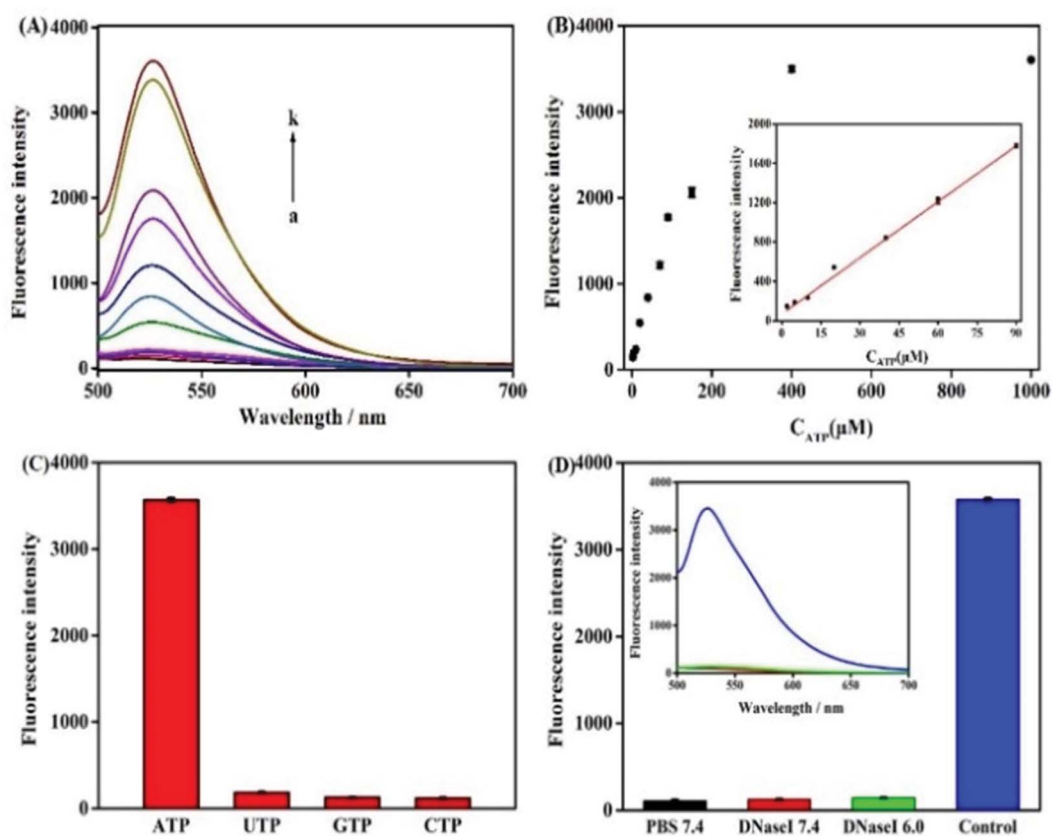 (A)
4000
3000
2000
1000
0
Fluorescence intensity
k
a
500 550 600 650 700
Wavelength / nm
(B)
4000
3000
2000
1000
0
Fluorescence intensity
2000
1600
1200
800
400
0
Fluorescence intensity
0 15 30 45 60 75 90
C_ATP(μM)
0 200 400 600 800 1000
C_ATP(μM)
(C)
4000
3000
2000
1000
0
Fluorescence intensity
ATP UTP GTP CTP
(D)
4000
3000
2000
1000
0
Fluorescence intensity
4000
3000
2000
1000
0
Fluorescence intensity
500 550 600 650 700
Wavelength / nm
PBS 7.4 DNaseI 7.4 DNaseI 6.0 Control